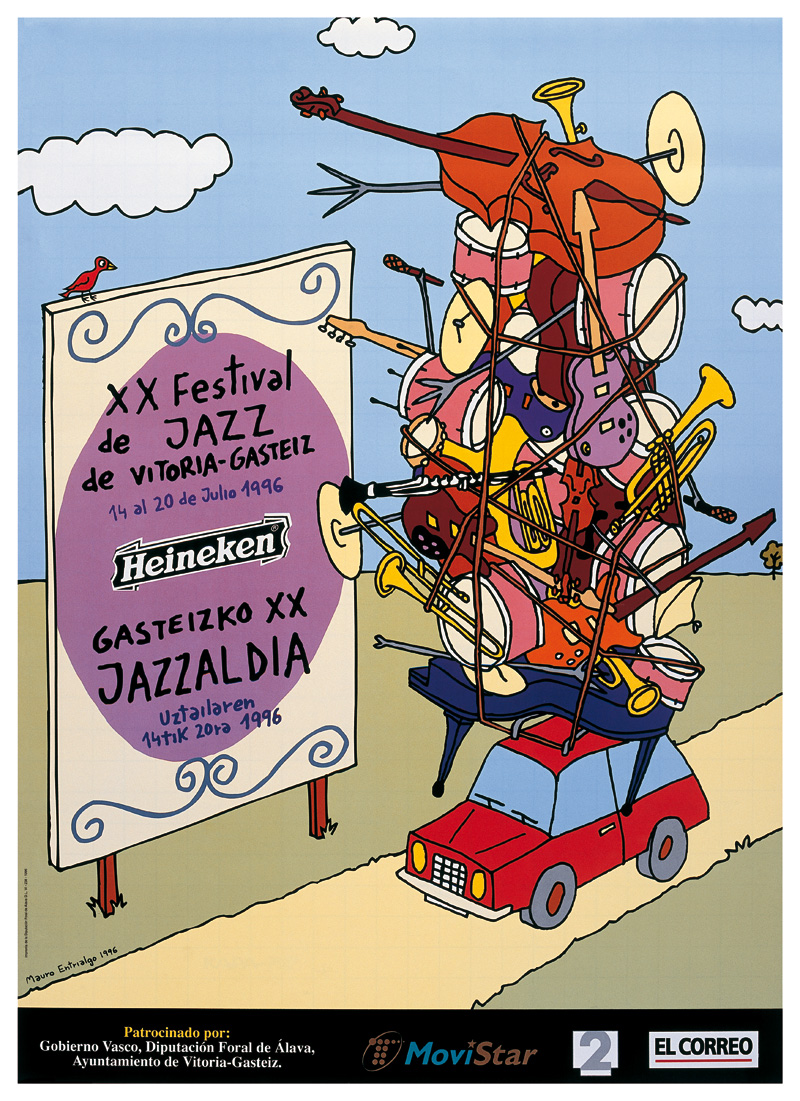 XX Festival
de JAZZ
de VITORIA-GASTEIZ
14 al 20 de Julio 1996
Heineken®
GASTEIZKO XX
JAZZALDIA
Uztailaren
14tik 20ra 1996
Mauro Entrialgo 1996
Patrocinado por:
Gobierno Vasco, Diputación Foral de Álava,
Ayuntamiento de Vitoria-Gasteiz.
MoviStar
2
EL CORREO